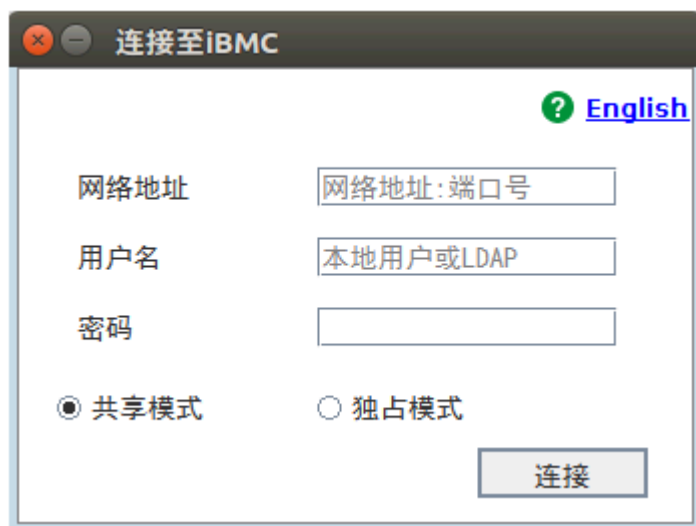 连接至iBMC
English
网络地址 网络地址:端口号
用户名 本地用户或LDAP
密码
共享模式 独占模式
连接